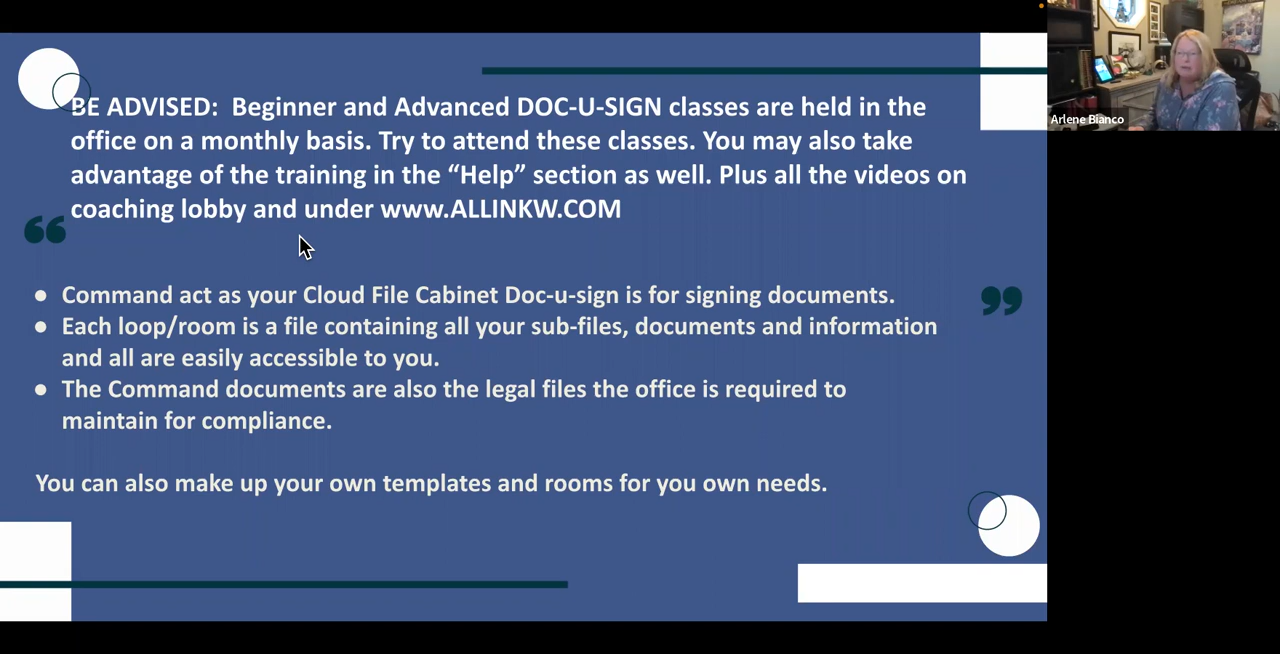 BE ADVISED:  Beginner and Advanced DOC-U-SIGN classes are held in the
office on a monthly basis. Try to attend these classes. You may also take
advantage of the training in the “Help” section as well. Plus all the videos on
coaching lobby and under www.ALLINKW.COM
Command act as your Cloud File Cabinet Doc-u-sign is for signing documents.
Each loop/room is a file containing all your sub-files, documents and information
and all are easily accessible to you.
The Command documents are also the legal files the office is required to
maintain for compliance.
You can also make up your own templates and rooms for you own needs.
Arlene Bianco